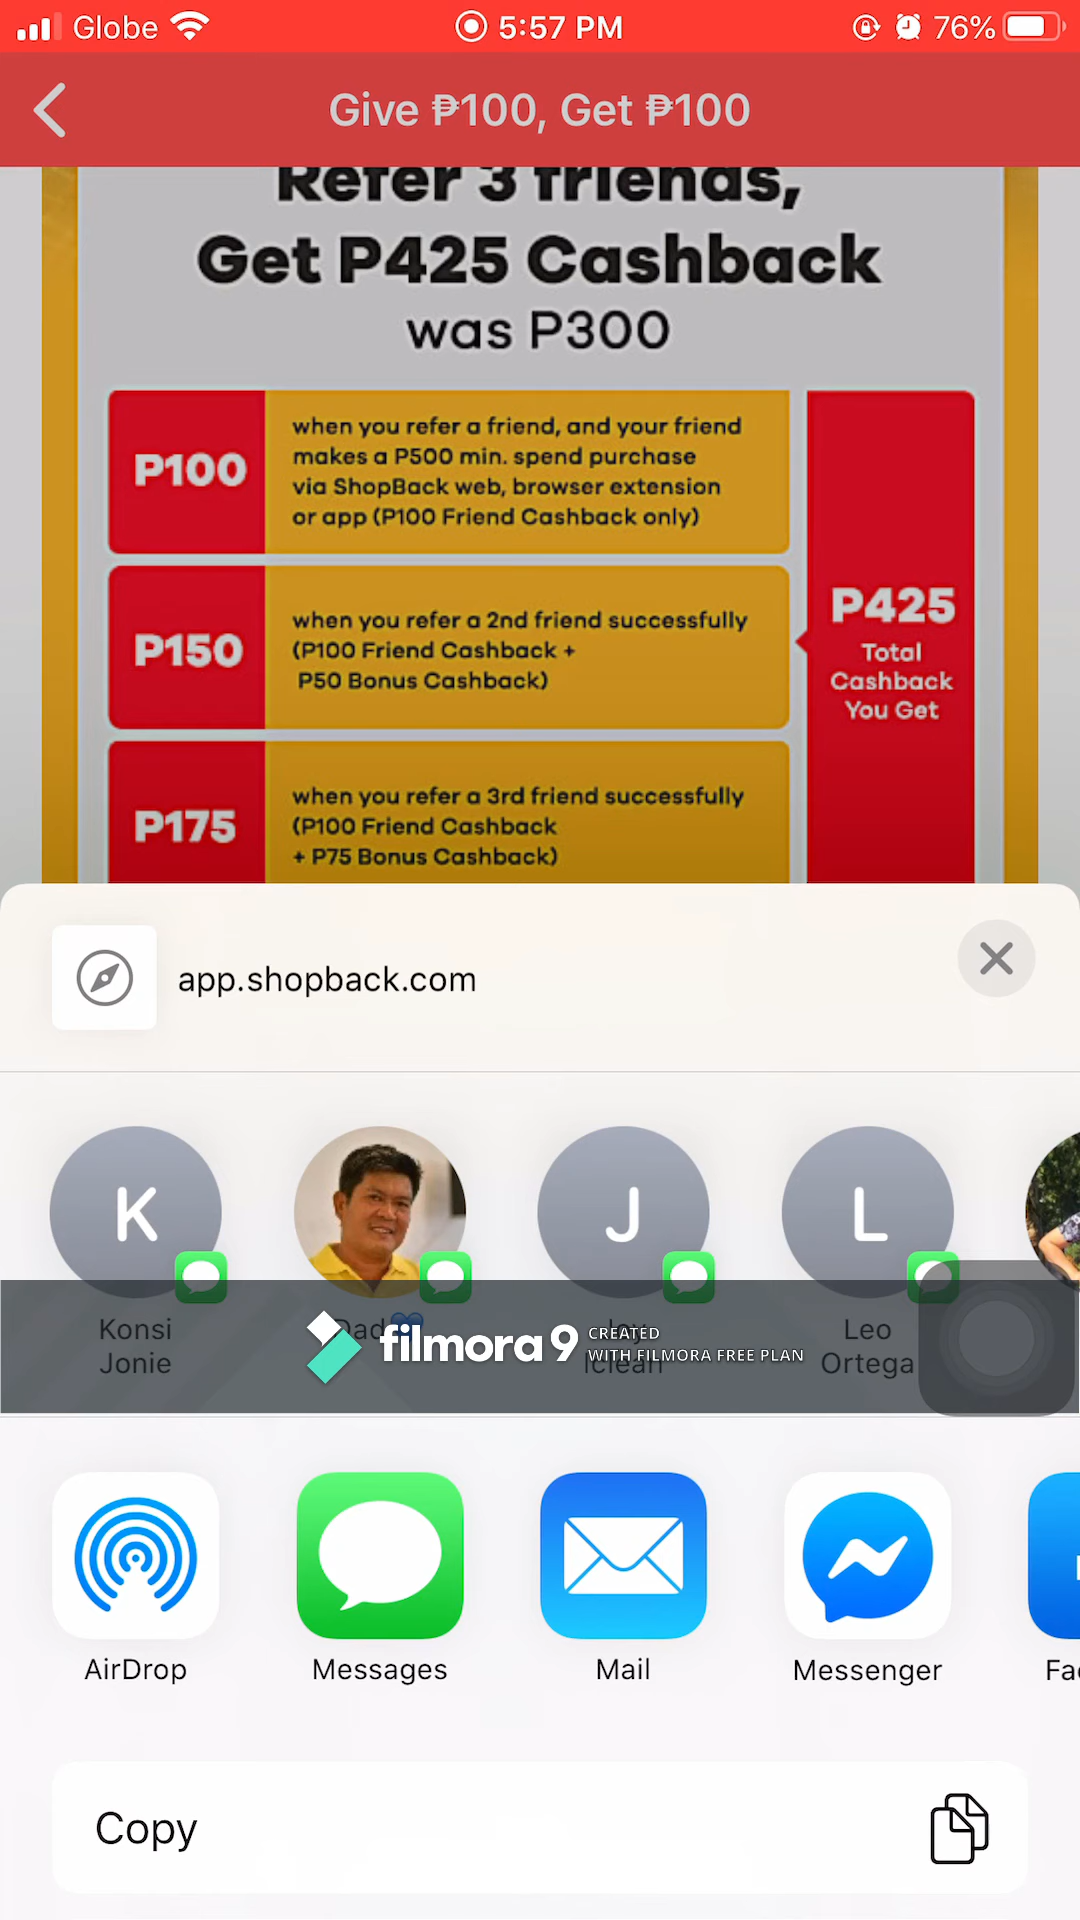 Globe 5:57 PM 76%
Give ₱100, Get ₱100
Refer 3 friends,
Get P425 Cashback
was P300
P100
when you refer a friend, and your friend
makes a P500 min. spend purchase
via ShopBack web, browser extension
or app (P100 Friend Cashback only)
P150
when you refer a 2nd friend successfully
(P100 Friend Cashback +
P50 Bonus Cashback)
P175
when you refer a 3rd friend successfully
(P100 Friend Cashback
+ P75 Bonus Cashback)
P425
Total
Cashback
You Get
app.shopback.com
K
J
L
Konsi
Jonie
Dad💙
Iclean
Leo
Ortega
filmora9
CREATED
WITH FILMORA FREE PLAN
AirDrop
Messages
Mail
Messenger
Copy